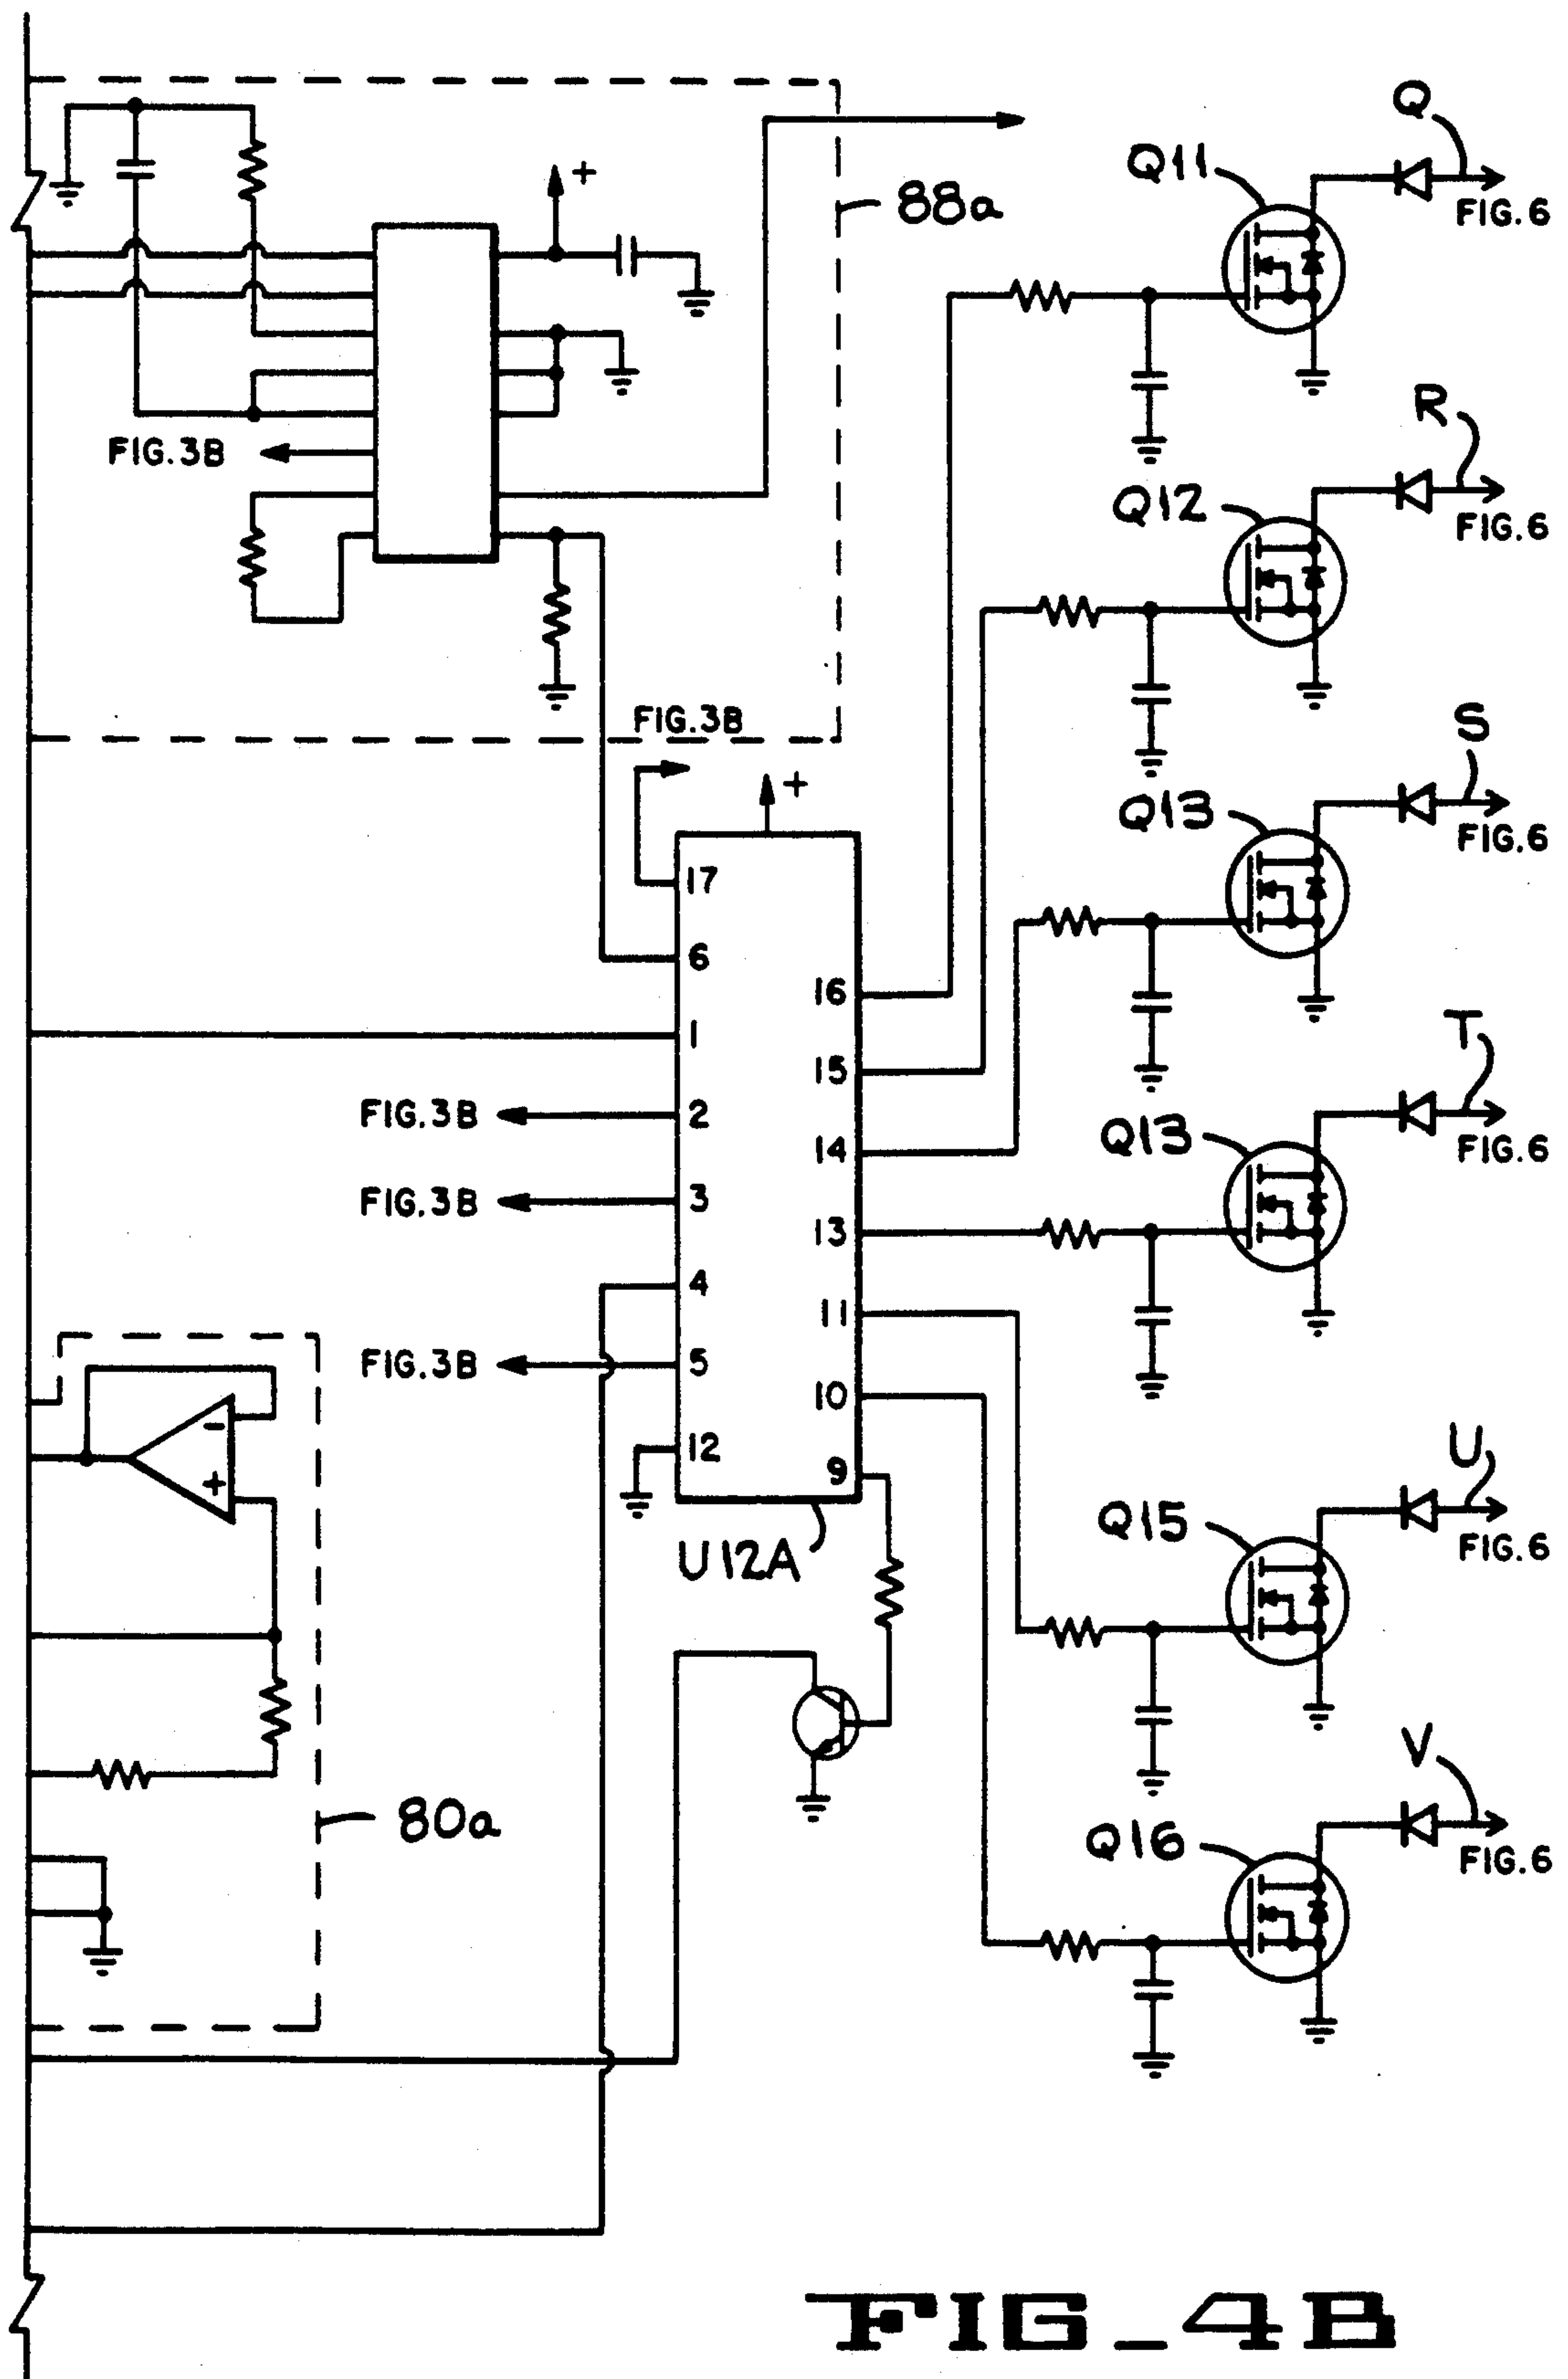 Q
Q11
FIG.6
+
88a
R
Q12
FIG.6
FIG.3B
FIG.3B
S
Q13
FIG.6
+
17
6
16
1
T
Q13
FIG.6
15
FIG.3B
2
14
FIG.3B
3
13
4
11
FIG.3B
5
10
-
+
12
9
U
Q15
FIG.6
U12A
V
Q16
FIG.6
80a
FIG_4B